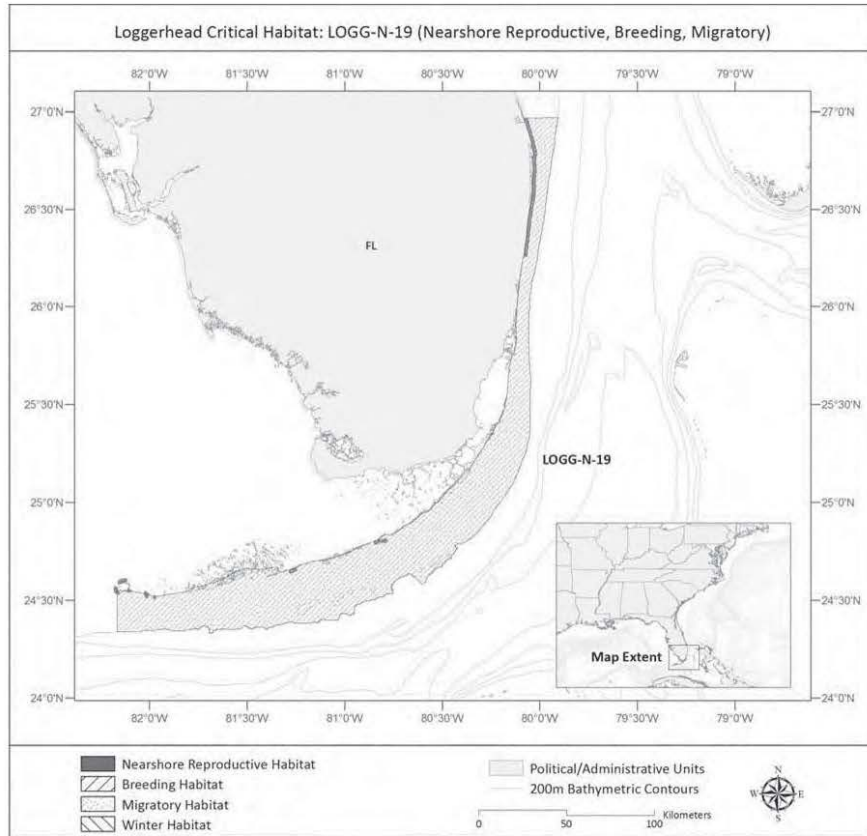 Loggerhead Critical Habitat: LOGG-N-19 (Nearshore Reproductive, Breeding, Migratory)
82°0'W 81°30'W 81°0'W 80°30'W 80°0'W 79°30'W 79°0'W
27°0'N 27°0'N
26°30'N 26°30'N
FL
26°0'N 26°0'N
25°30'N 25°30'N
LOGG-N-19
25°0'N 25°0'N
24°30'N 24°30'N
Map Extent
24°0'N 24°0'N
82°0'W 81°30'W 81°0'W 80°30'W 80°0'W 79°30'W 79°0'W
Nearshore Reproductive Habitat
Breeding Habitat
Migratory Habitat
Winter Habitat
Political/Administrative Units
200m Bathymetric Contours
Kilometers
0 50 100
N
W E
S